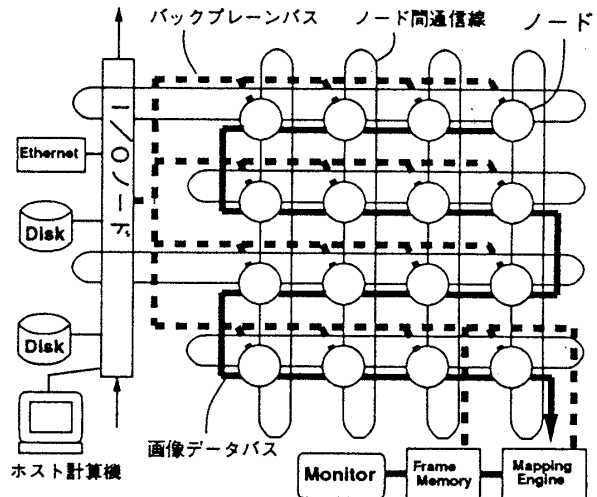 バックプレーンバス
ノード間通信線
ノード
I/Oノード
Ethernet
Disk
Disk
ホスト計算機
画像データバス
Monitor
Frame
Memory
Mapping
Engine